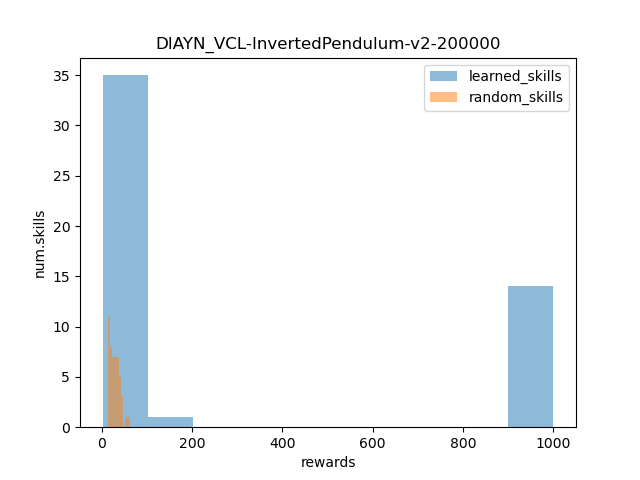 DIAYN_VCL-InvertedPendulum-v2-200000
learned_skills
random_skills
35
30
25
20
15
10
5
0
num.skills
0 200 400 600 800 1000
rewards